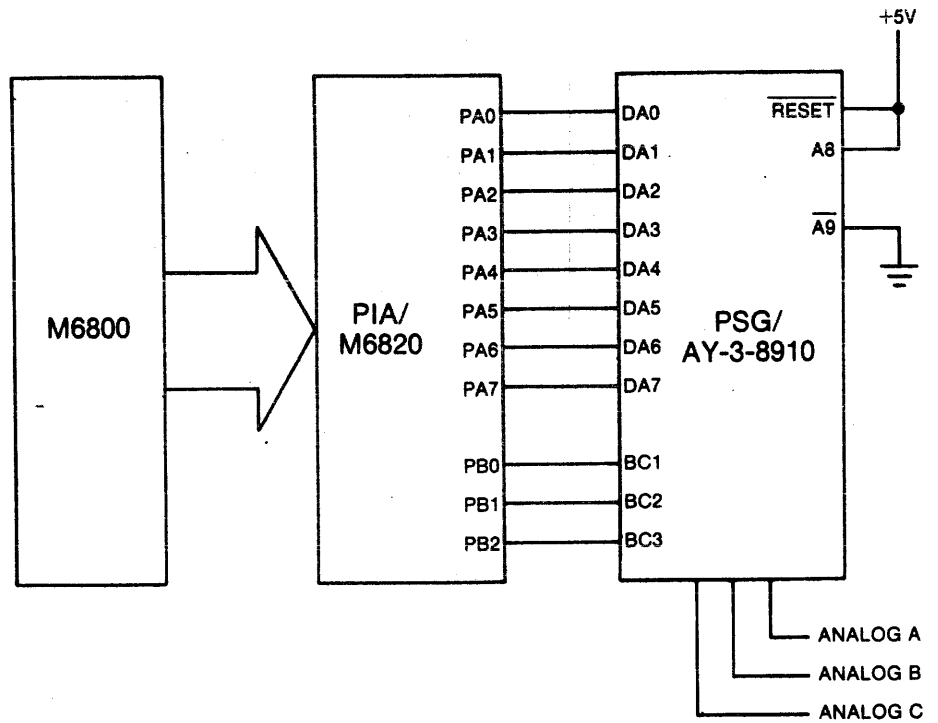 +5V
M6800
PIA/
M6820
PA0
PA1
PA2
PA3
PA4
PA5
PA6
PA7
PB0
PB1
PB2
PSG/
AY-3-8910
DA0
DA1
DA2
DA3
DA4
DA5
DA6
DA7
BC1
BC2
BC3
RESET
A8
A9
ANALOG A
ANALOG B
ANALOG C